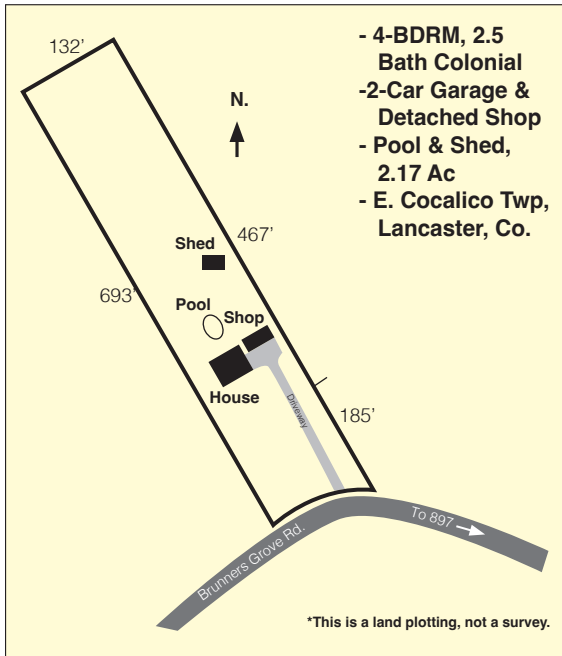 132'
- 4-BDRM, 2.5
Bath Colonial
-2-Car Garage &
Detached Shop
- Pool & Shed,
2.17 Ac
- E. Cocalico Twp,
Lancaster, Co.
N.
467'
Shed
693'
Pool
Shop
House
Driveway
185'
Brunners Grove Rd.
To 897
*This is a land plotting, not a survey.